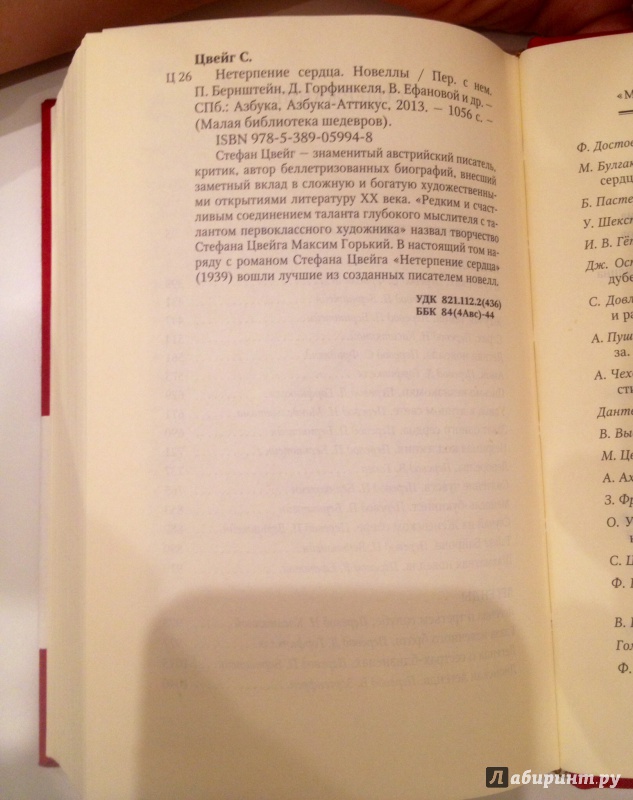 Цвейг С.
Ц 26 Нетерпение сердца. Новеллы / Пер. с нем.
П. Бернштейн, Д. Горфинкеля, В. Ефановой и др. –
СПб.: Азбука, Азбука-Аттикус, 2013. – 1056 с. –
(Малая библиотека шедевров).
ISBN 978-5-389-05994-8
Стефан Цвейг – знаменитый австрийский писатель,
критик, автор беллетризованных биографий, внесший
заметный вклад в сложную и богатую художественны-
ми открытиями литературу XX века. «Редким и счаст-
ливым соединением таланта глубокого мыслителя с та-
лантом первоклассного художника» назвал творчество
Стефана Цвейга Максим Горький. В настоящий том на-
ряду с романом Стефана Цвейга «Нетерпение сердца»
(1939) вошли лучшие из созданных писателем новелл.
УДК 821.112.2(436)
ББК 84(4Авс)-44
«М
Ф. Достое
М. Булгак
сердц
Б. Пасте
У. Шекс
И. В. Гё
Дж. Ост
дубе
С. Довл
и ра
А. Пуш
за.
А. Чех
сти
Данте
В. Вы
М. Це
А. Ах
З. Фр
О. У
С. Ц
Ф. 
В. 
Гол
Ф.
Лабиринт.ру